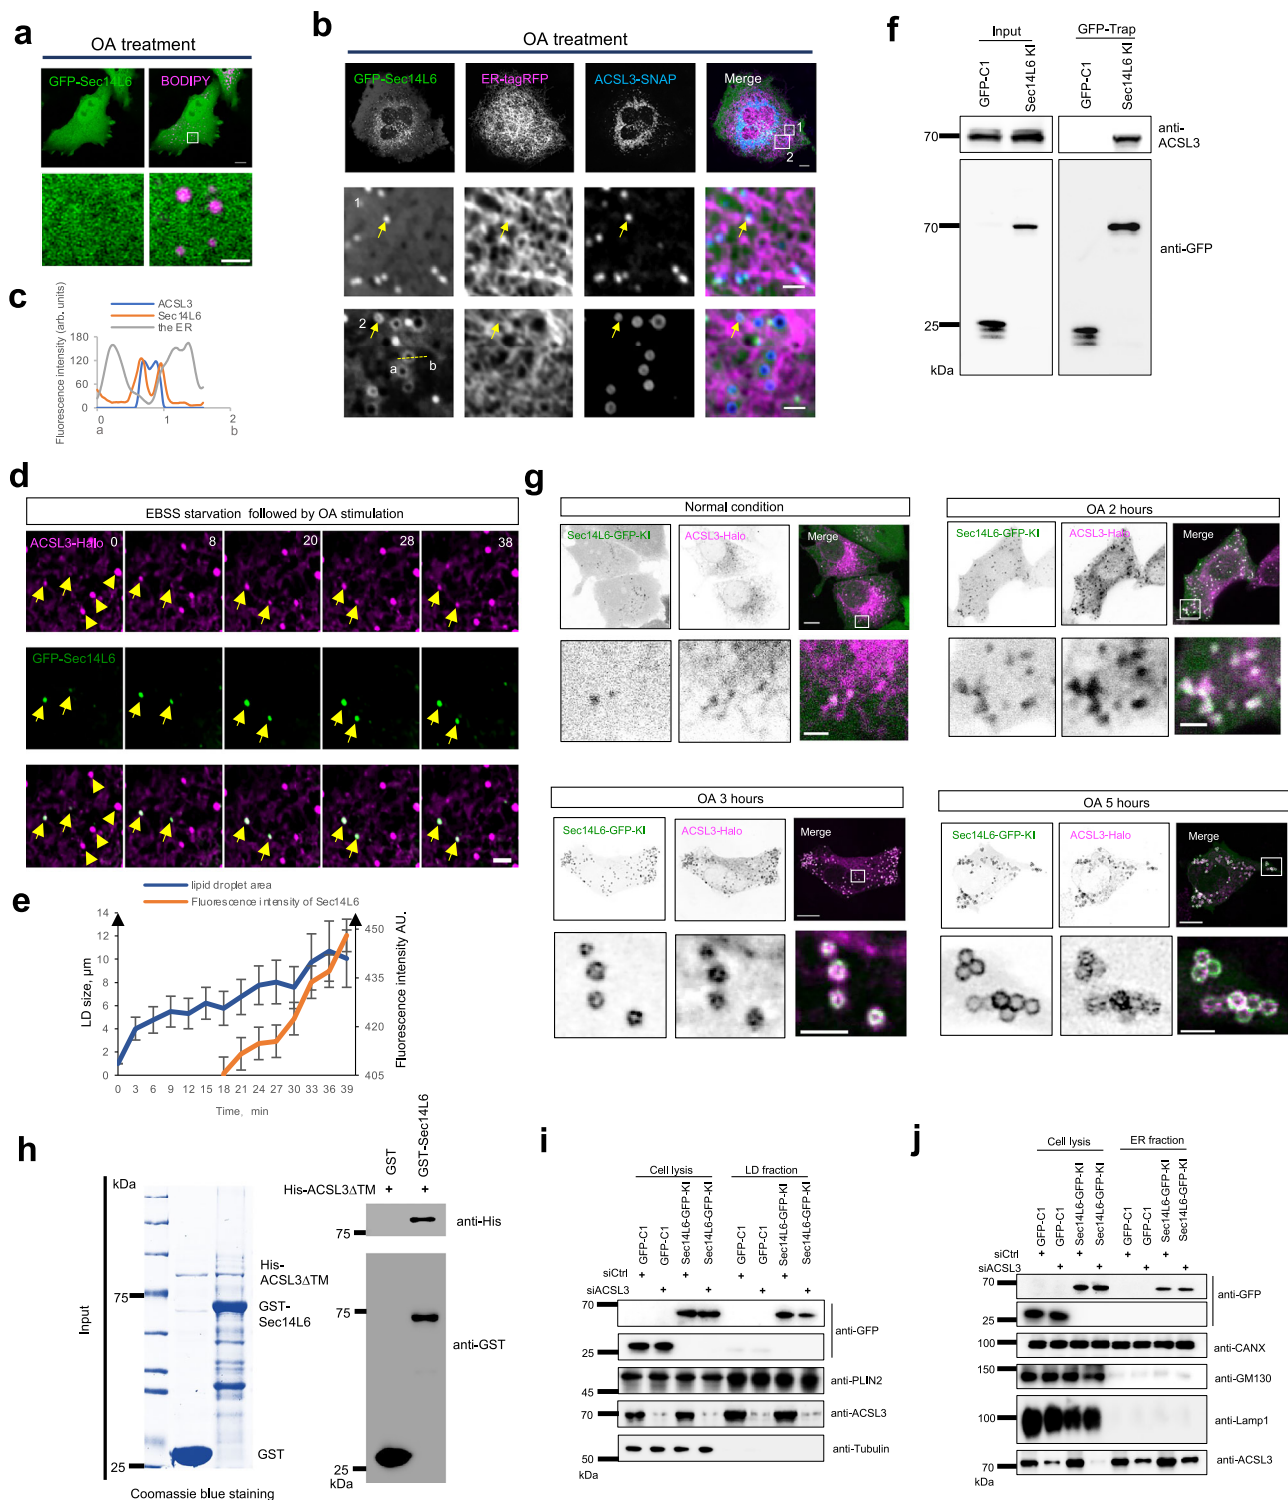 a
OA treatment
GFP-Sec14L6
BODIPY
b
OA treatment
GFP-Sec14L6
ER-tagRFP
ACSL3-SNAP
Merge
1
2
1
2
a
b
c
ACSL3
Sec14L6
the ER
Fluorescence intensity (arb. units)
180
120
60
0
0
1
2
a
b
d
EBSS starvation followed by OA stimulation
ACSL3-Halo
0
8
20
28
38
GFP-Sec14L6
e
lipid droplet area
Fluorescence intensity of Sec14L6
LD size, μm
14
12
10
8
6
4
2
0
Fluorescence intensity AU.
450
435
420
405
0 3 6 9 12 15 18 21 24 27 30 33 36 39
Time, min
f
Input
GFP-Trap
GFP-C1
Sec14L6 KI
GFP-C1
Sec14L6 KI
70
anti-
ACSL3
70
anti-GFP
25
kDa
g
Normal condition
Sec14L6-GFP-KI
ACSL3-Halo
Merge
OA 2 hours
Sec14L6-GFP-KI
ACSL3-Halo
Merge
OA 3 hours
Sec14L6-GFP-KI
ACSL3-Halo
Merge
OA 5 hours
Sec14L6-GFP-KI
ACSL3-Halo
Merge
h
Input
kDa
75
25
His-
ACSL3ΔTM
GST-
Sec14L6
GST
Coomassie blue staining
GST
GST-Sec14L6
His-ACSL3ΔTM + +
75
anti-His
75
anti-GST
25
kDa
i
Cell lysis
LD fraction
GFP-C1
GFP-C1
Sec14L6-GFP-KI
Sec14L6-GFP-KI
GFP-C1
GFP-C1
Sec14L6-GFP-KI
Sec14L6-GFP-KI
siCtrl + + + +
siACSL3 + + + +
70
anti-GFP
25
anti-PLIN2
45
70
anti-ACSL3
anti-Tubulin
50
kDa
j
Cell lysis
ER fraction
GFP-C1
GFP-C1
Sec14L6-GFP-KI
Sec14L6-GFP-KI
GFP-C1
GFP-C1
Sec14L6-GFP-KI
Sec14L6-GFP-KI
siCtrl + + + +
siACSL3 + + + +
70
anti-GFP
25
100
anti-CANX
150
anti-GM130
100
anti-Lamp1
70
anti-ACSL3
kDa